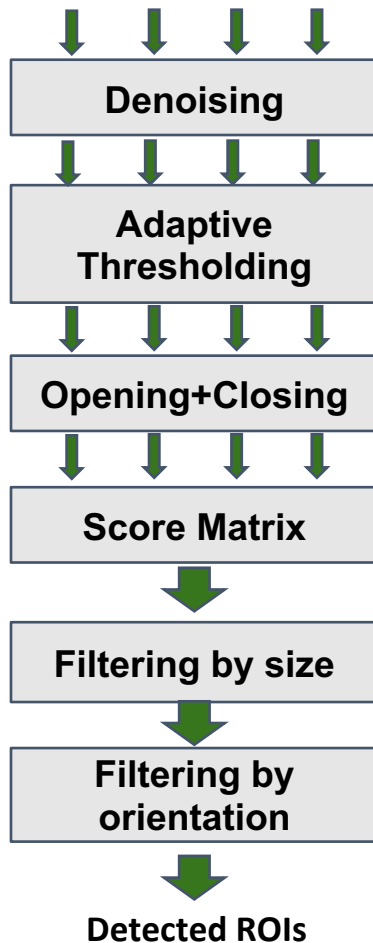 Denoising
Adaptive
Thresholding
Opening+Closing
Score Matrix
Filtering by size
Filtering by
orientation
Detected ROIs